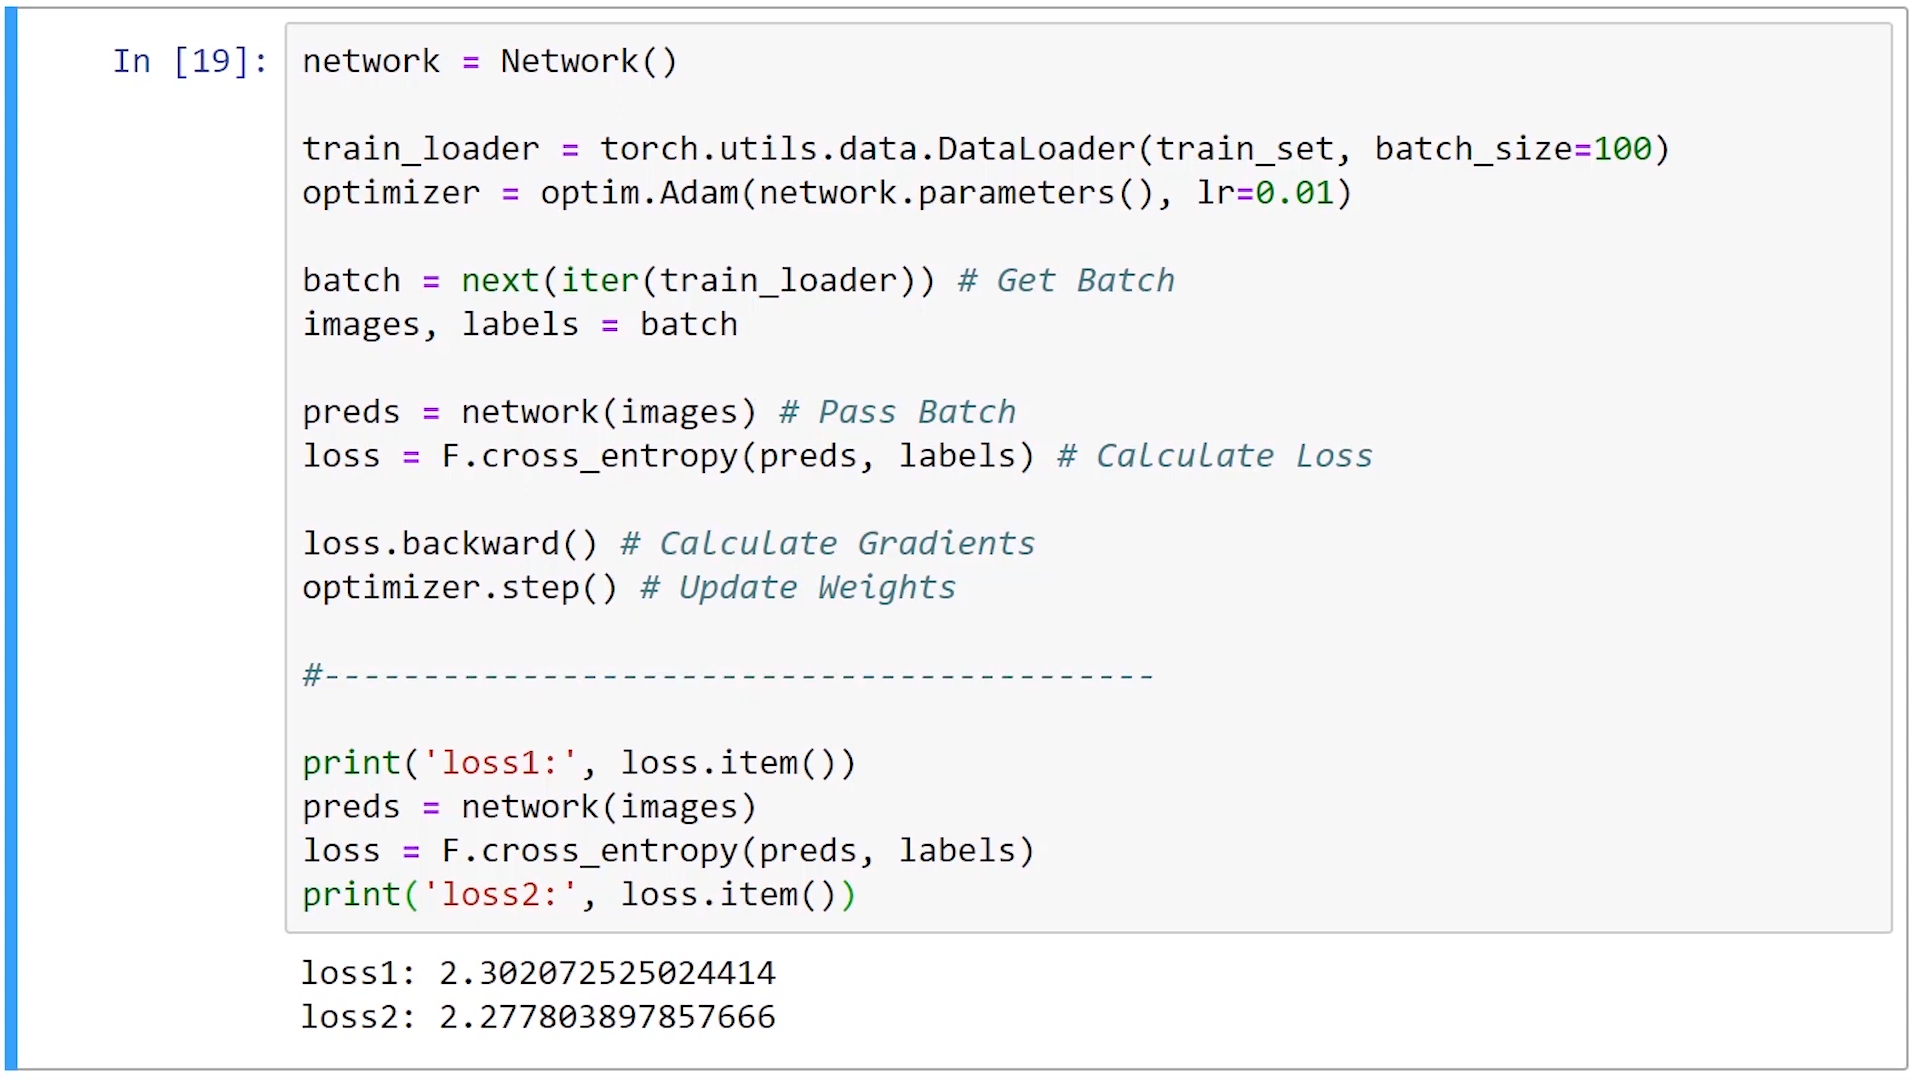 In [19]: network = Network()
train_loader = torch.utils.data.DataLoader(train_set, batch_size=100)
optimizer = optim.Adam(network.parameters(), lr=0.01)
batch = next(iter(train_loader)) # Get Batch
images, labels = batch
preds = network(images) # Pass Batch
loss = F.cross_entropy(preds, labels) # Calculate Loss
loss.backward() # Calculate Gradients
optimizer.step() # Update Weights
#------------------------------------------
print('loss1:', loss.item())
preds = network(images)
loss = F.cross_entropy(preds, labels)
print('loss2:', loss.item())
loss1: 2.302072525024414
loss2: 2.277803897857666